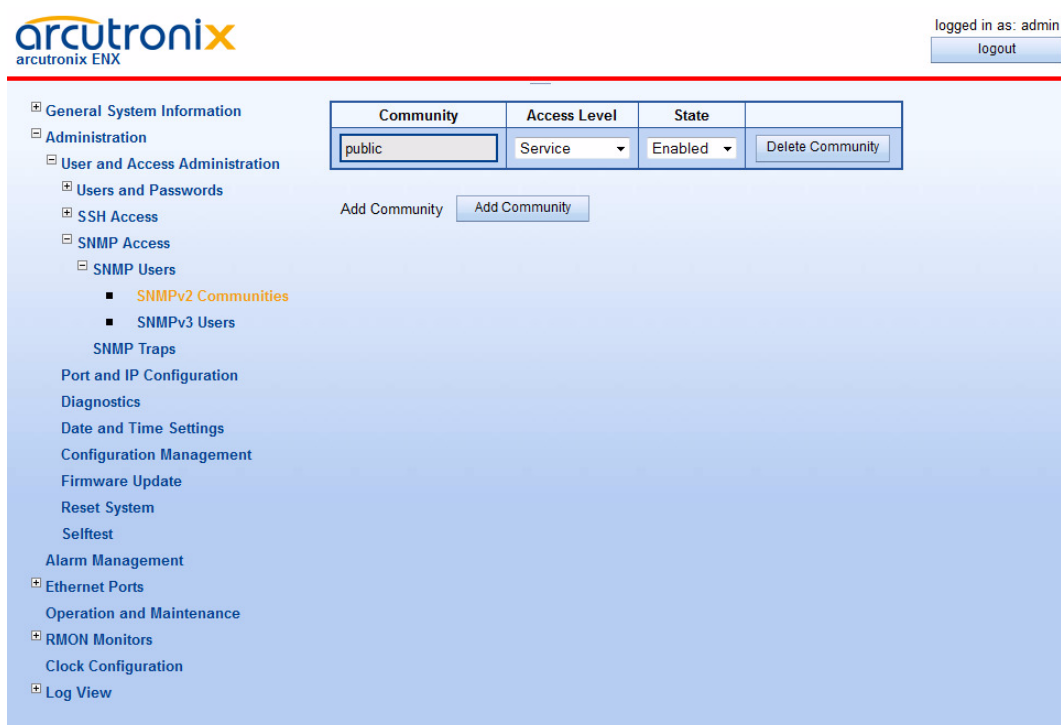 arcutronix
arcutronix ENX
logged in as: admin
logout
General System Information
Administration
User and Access Administration
Users and Passwords
SSH Access
SNMP Access
SNMP Users
SNMPv2 Communities
SNMPv3 Users
SNMP Traps
Port and IP Configuration
Diagnostics
Date and Time Settings
Configuration Management
Firmware Update
Reset System
Selftest
Alarm Management
Ethernet Ports
Operation and Maintenance
RMON Monitors
Clock Configuration
Log View
Community Access Level State
public Service Enabled Delete Community
Add Community Add Community